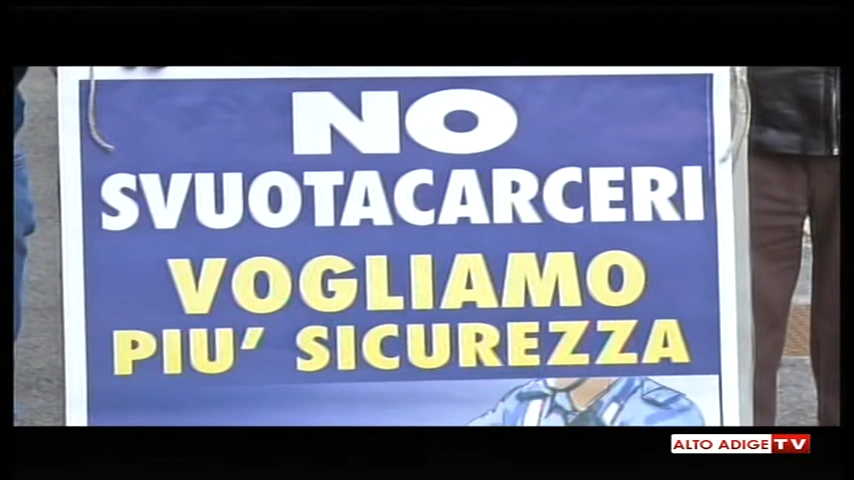 NO
SVUOTACARCERI
VOGLIAMO
PIU' SICUREZZA
ALTO ADIGE TV